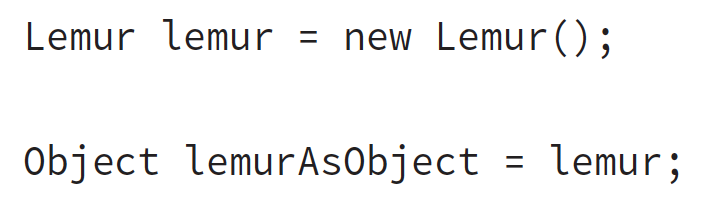 Lemur lemur = new Lemur();
Object lemurAsObject = lemur;